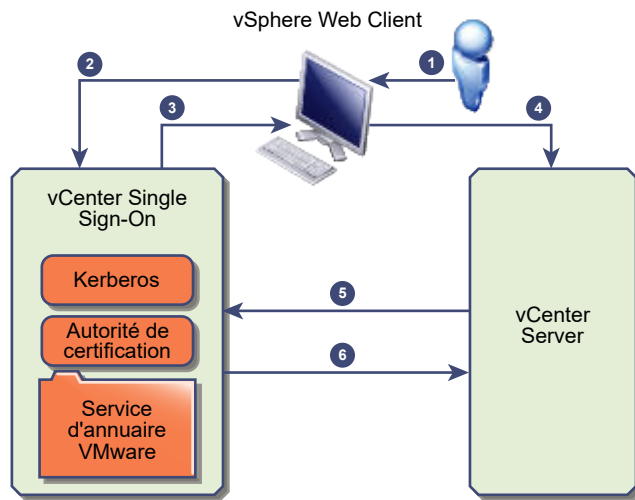 vSphere Web Client
1
2
3
4
vCenter Single
Sign-On
Kerberos
Autorité de
certification
Service
d'annuaire
VMware
5
6
vCenter
Server